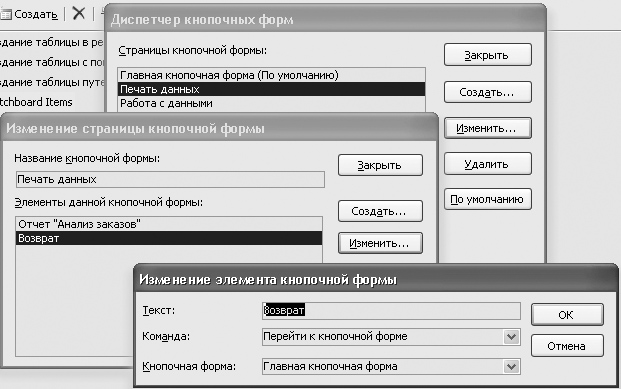 Создать
Диспетчер кнопочных форм
здание таблицы в ре
Страницы кнопочной формы:
Закрыть
здание таблицы с по
Главная кнопочная форма (По умолчанию)
здание таблицы пут
Печать данных
Создать...
tchboard Items
Работа с данными
Изменение страницы кнопочной формы
Изменить...
Название кнопочной формы:
Закрыть
Удалить
Печать данных
Элементы данной кнопочной формы:
Создать...
По умолчанию
Отчет "Анализ заказов"
Возврат
Изменить...
Изменение элемента кнопочной формы
Текст:
Возврат
OK
Команда:
Перейти к кнопочной форме
Отмена
Кнопочная форма:
Главная кнопочная форма